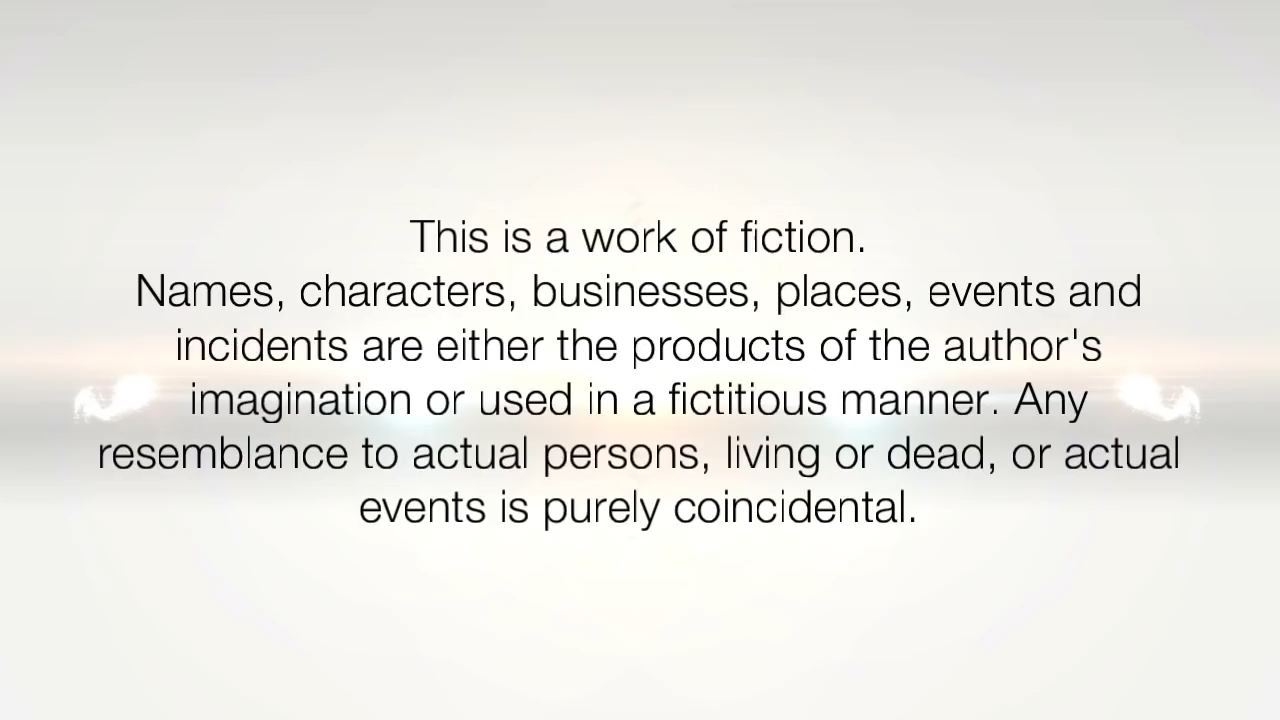 This is a work of fiction.
Names, characters, businesses, places, events and
incidents are either the products of the author's
imagination or used in a fictitious manner. Any
resemblance to actual persons, living or dead, or actual
events is purely coincidental.